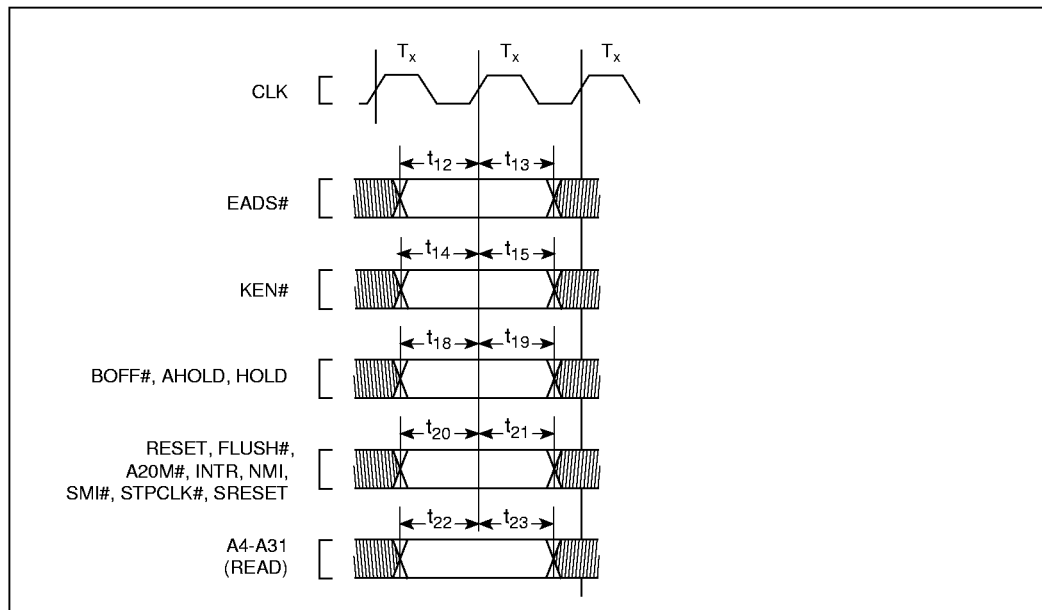 Tx Tx Tx
CLK
t12 t13
EADS#
t14 t15
KEN#
t18 t19
BOFF#, AHOLD, HOLD
t20 t21
RESET, FLUSH#,
A20M#, INTR, NMI,
SMI#, STPCLK#, SRESET
t22 t23
A4-A31
(READ)